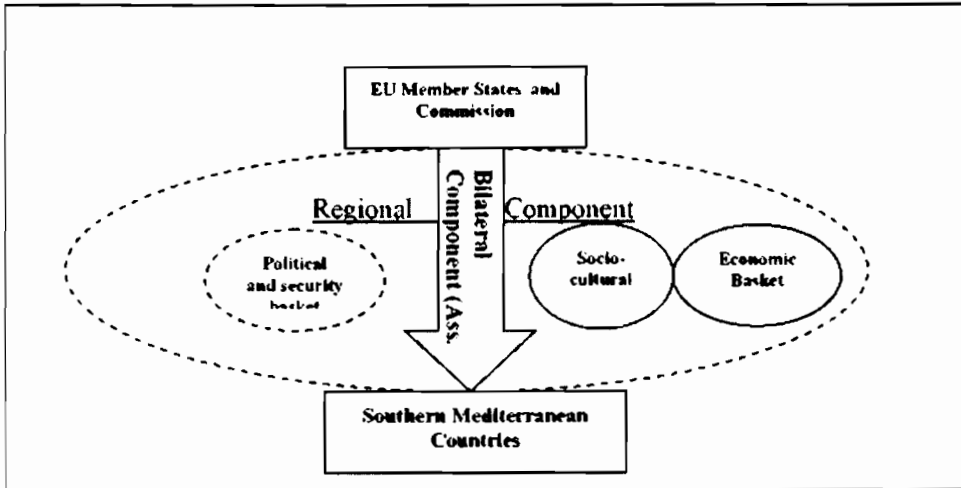 EU Member States and
Commission
Regional
Bilateral
Component (Ass.
Component
Political
and security
basket
Socio-
cultural
Economic
Basket
Southern Mediterranean
Countries